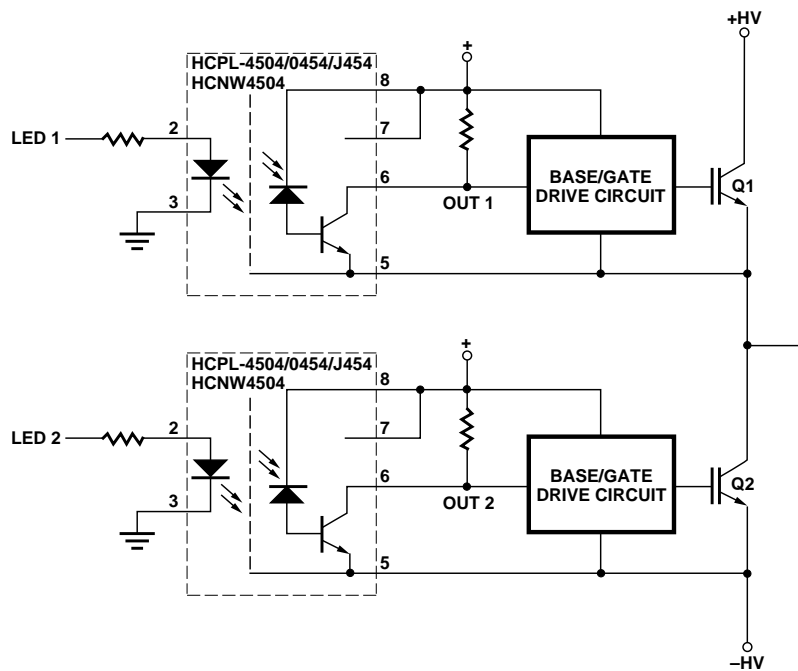 +HV
HCPL-4504/0454/J454
HCNW4504
8
+
LED 1
2
7
BASE/GATE
DRIVE CIRCUIT
Q1
3
6
OUT 1
5
HCPL-4504/0454/J454
HCNW4504
8
+
LED 2
2
7
BASE/GATE
DRIVE CIRCUIT
Q2
3
6
OUT 2
5
–HV